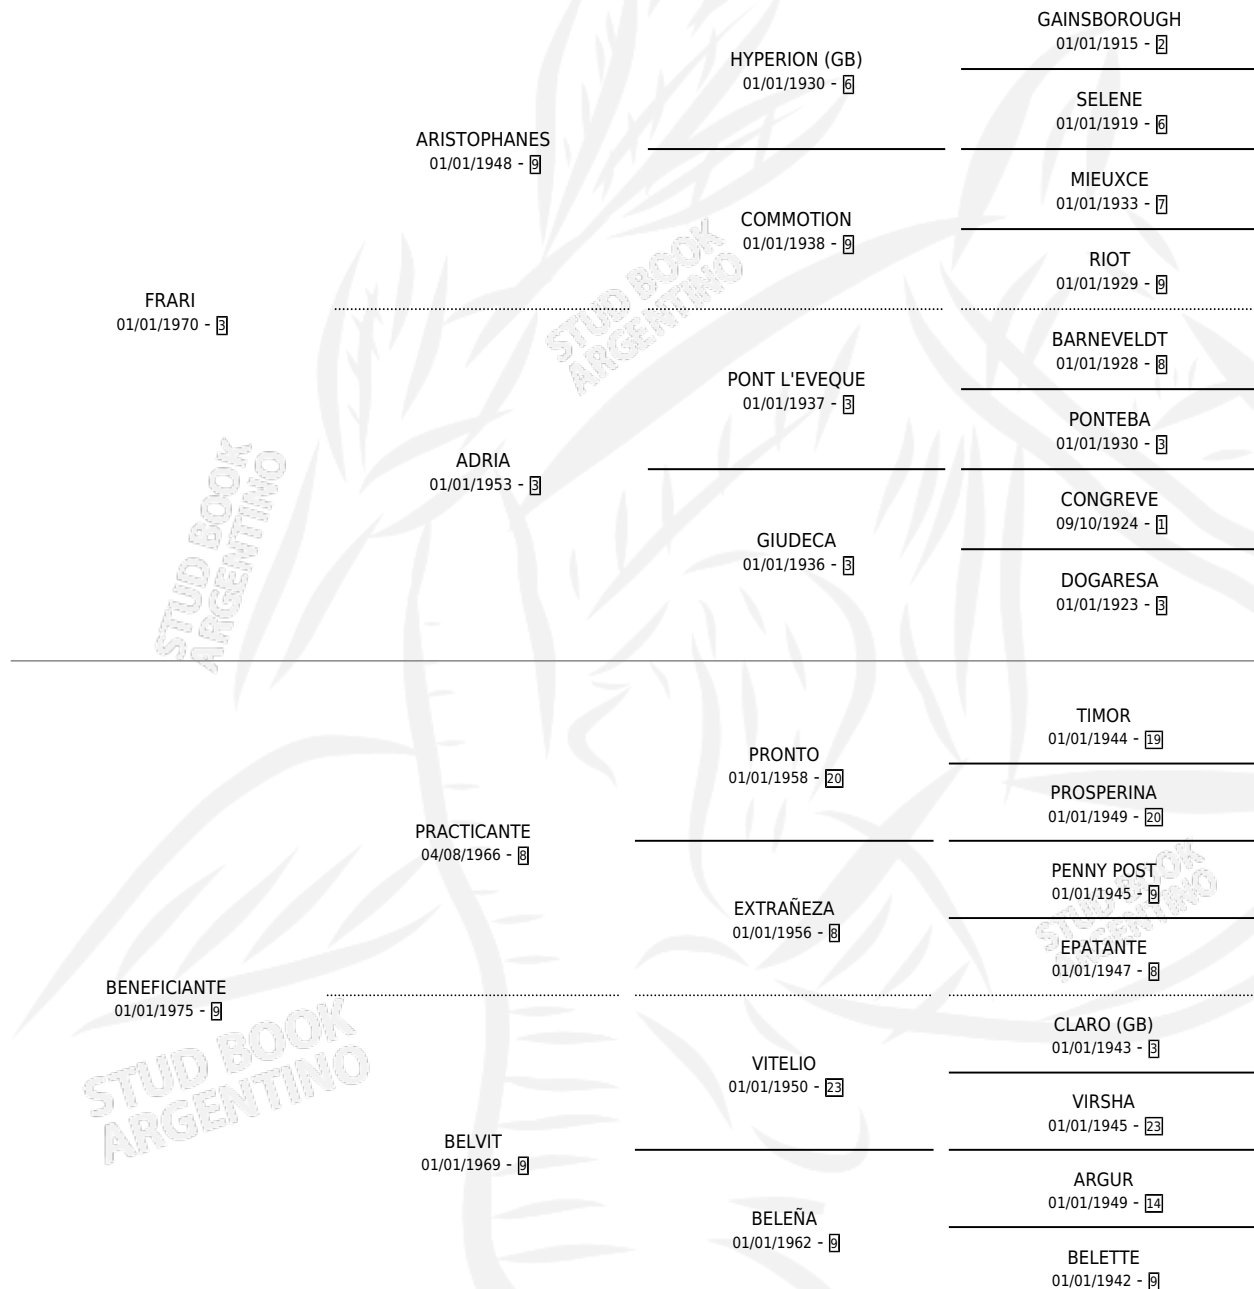 GAINSBOROUGH
01/01/1915 - 2
HYPERION (GB)
01/01/1930 - 6
SELENE
01/01/1919 - 6
ARISTOPHANES
01/01/1948 - 9
MIEUXCE
01/01/1933 - 7
COMMOTION
01/01/1938 - 9
RIOT
01/01/1929 - 9
FRARI
01/01/1970 - 3
BARNEVELDT
01/01/1928 - 8
PONT L'EVEQUE
01/01/1937 - 3
PONTEBA
01/01/1930 - 3
ADRIA
01/01/1953 - 3
CONGREVE
09/10/1924 - 1
GIUDECA
01/01/1936 - 3
DOGARESA
01/01/1923 - 3
TIMOR
01/01/1944 - 19
PRONTO
01/01/1958 - 20
PROSPERINA
01/01/1949 - 20
PRACTICANTE
04/08/1966 - 8
PENNY POST
01/01/1945 - 9
EXTRAÑEZA
01/01/1956 - 8
EPATANTE
01/01/1947 - 8
BENEFICIANTE
01/01/1975 - 9
CLARO (GB)
01/01/1943 - 3
VITELIO
01/01/1950 - 23
VIRSHA
01/01/1945 - 23
BELVIT
01/01/1969 - 9
ARGUR
01/01/1949 - 14
BELEÑA
01/01/1962 - 9
BELETTE
01/01/1942 - 9
STUD BOOK
ARGENTINO
STUD BOOK
ARGENTINO
STUD BOOK
ARGENTINO
STUD BOOK
ARGENTINO